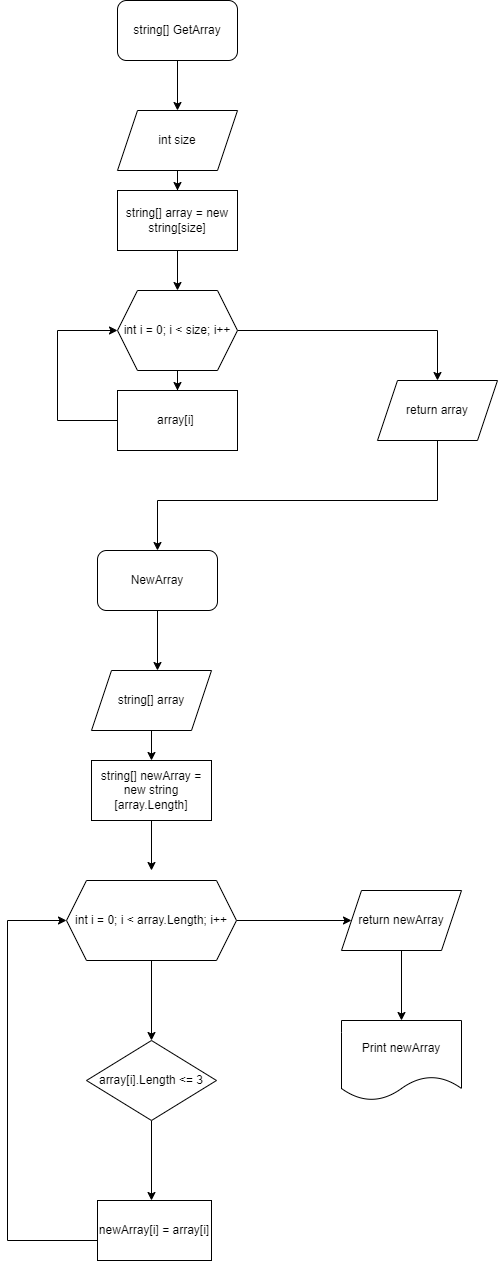 string[] GetArray
int size
string[] array = new
string[size]
int i = 0; i < size; i++
array[i]
return array
NewArray
string[] array
string[] newArray =
new string
[array.Length]
int i = 0; i < array.Length; i++
return newArray
Print newArray
array[i].Length <= 3
newArray[i] = array[i]